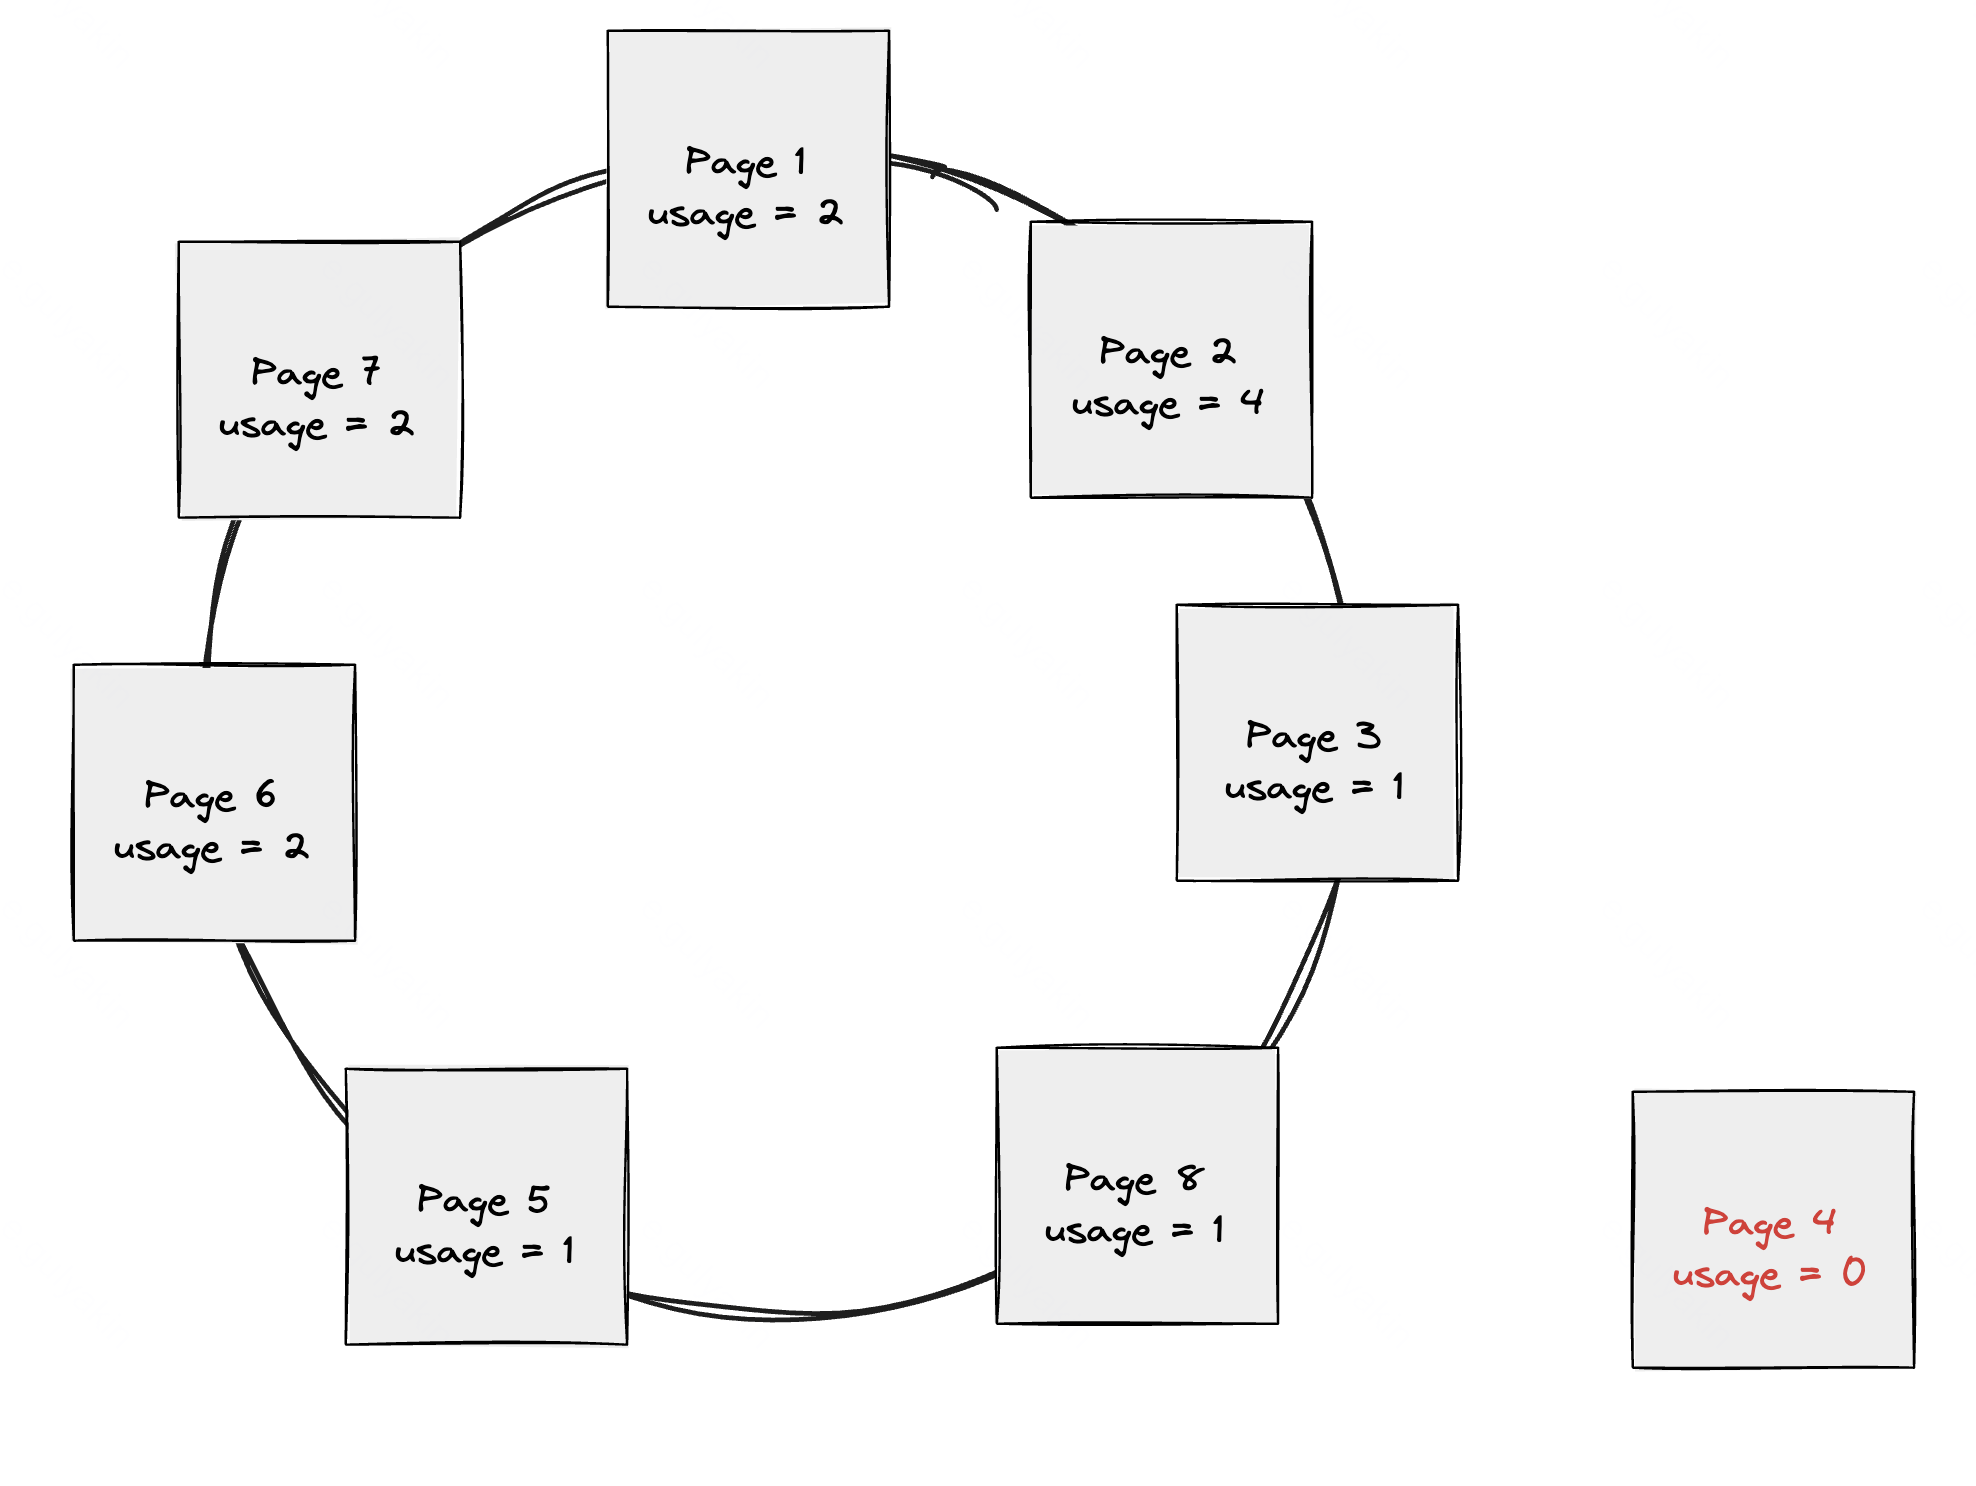 Page 1
usage = 2
Page 2
usage = 4
Page 3
usage = 1
Page 8
usage = 1
Page 5
usage = 1
Page 6
usage = 2
Page 7
usage = 2
Page 4
usage = 0